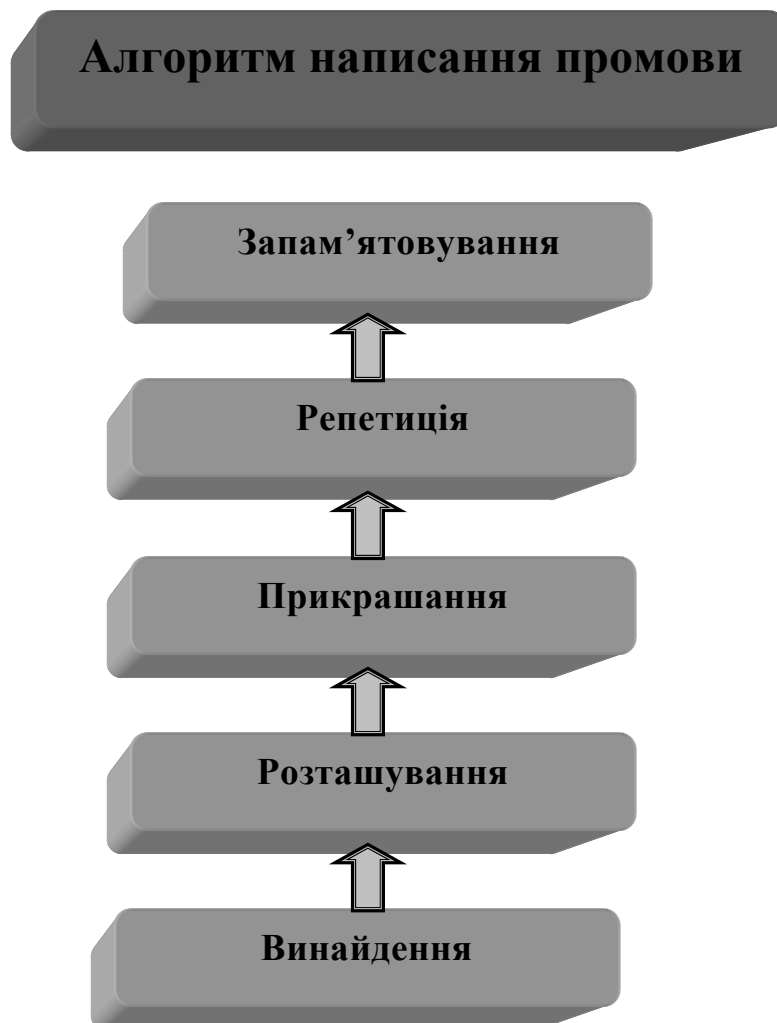 Алгоритм написання промови
Запам’ятовування
Репетиція
Прикрашання
Розташування
Винайдення